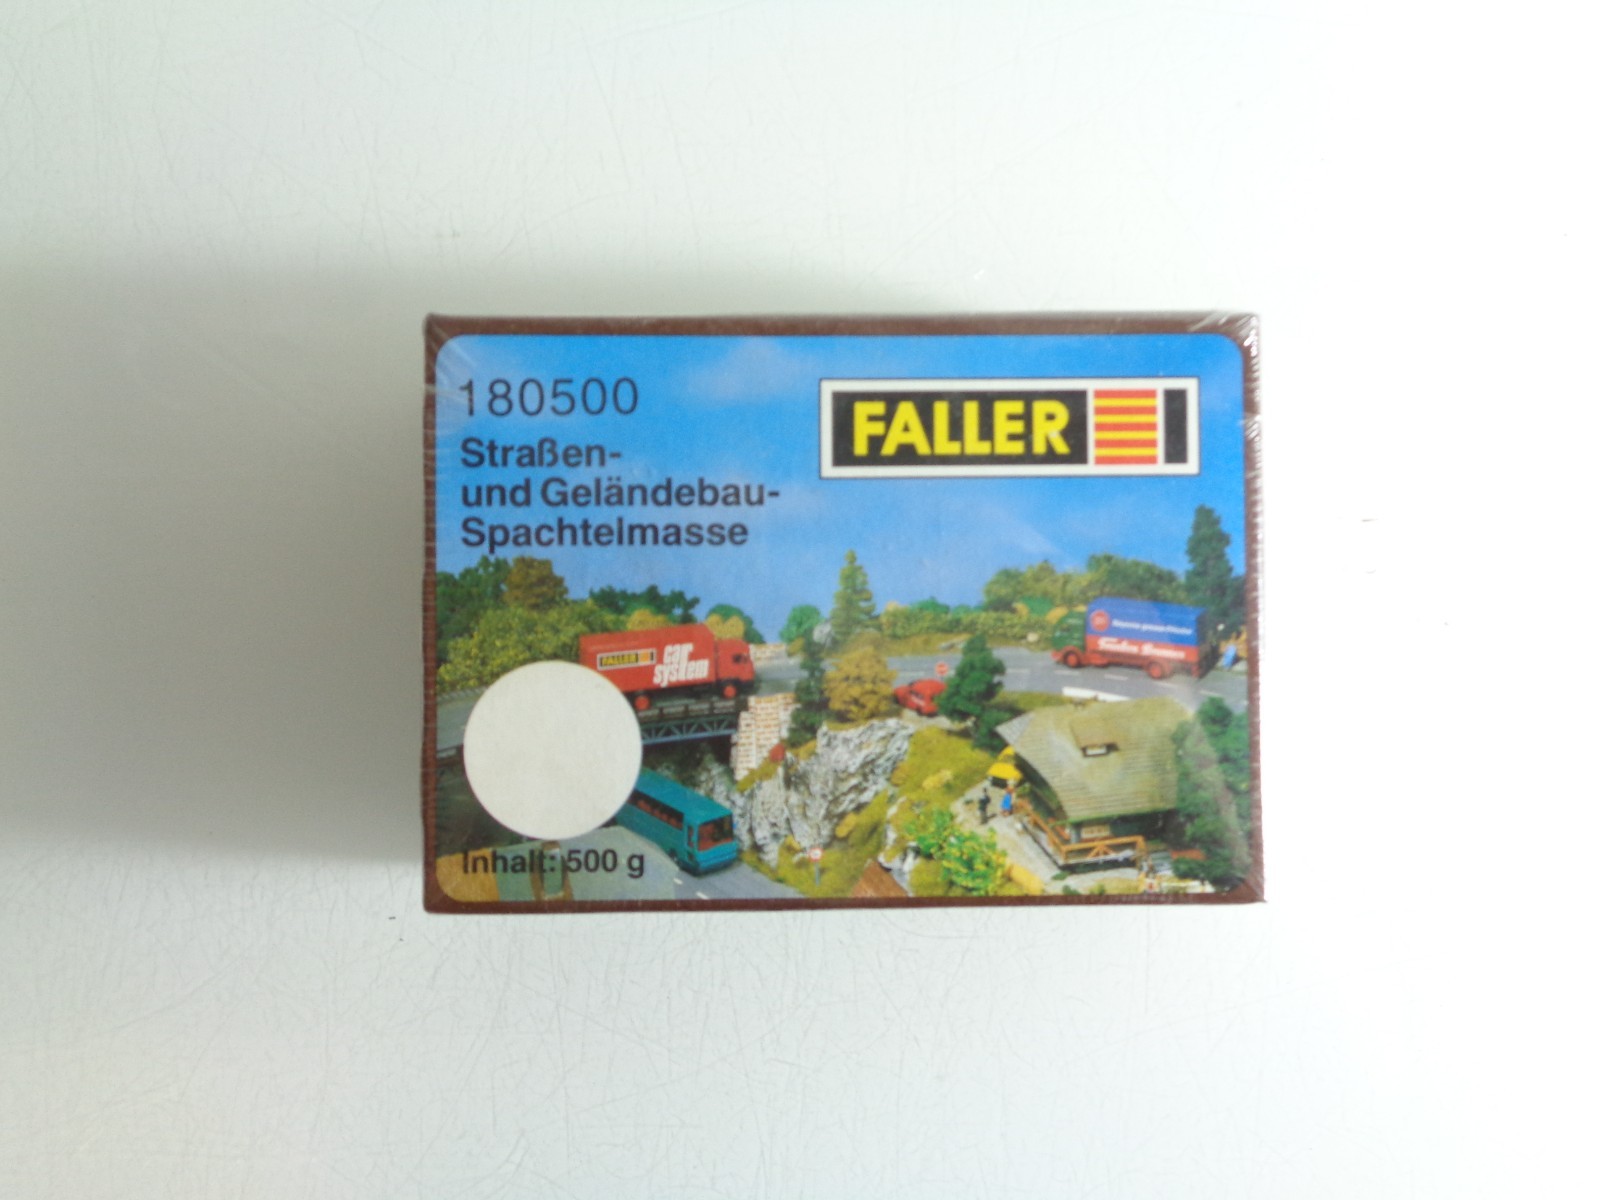 180500
Straßen-
und Geländebau-
Spachtelmasse
FALLER
FALLER
car
system
Inhalt: 500 g